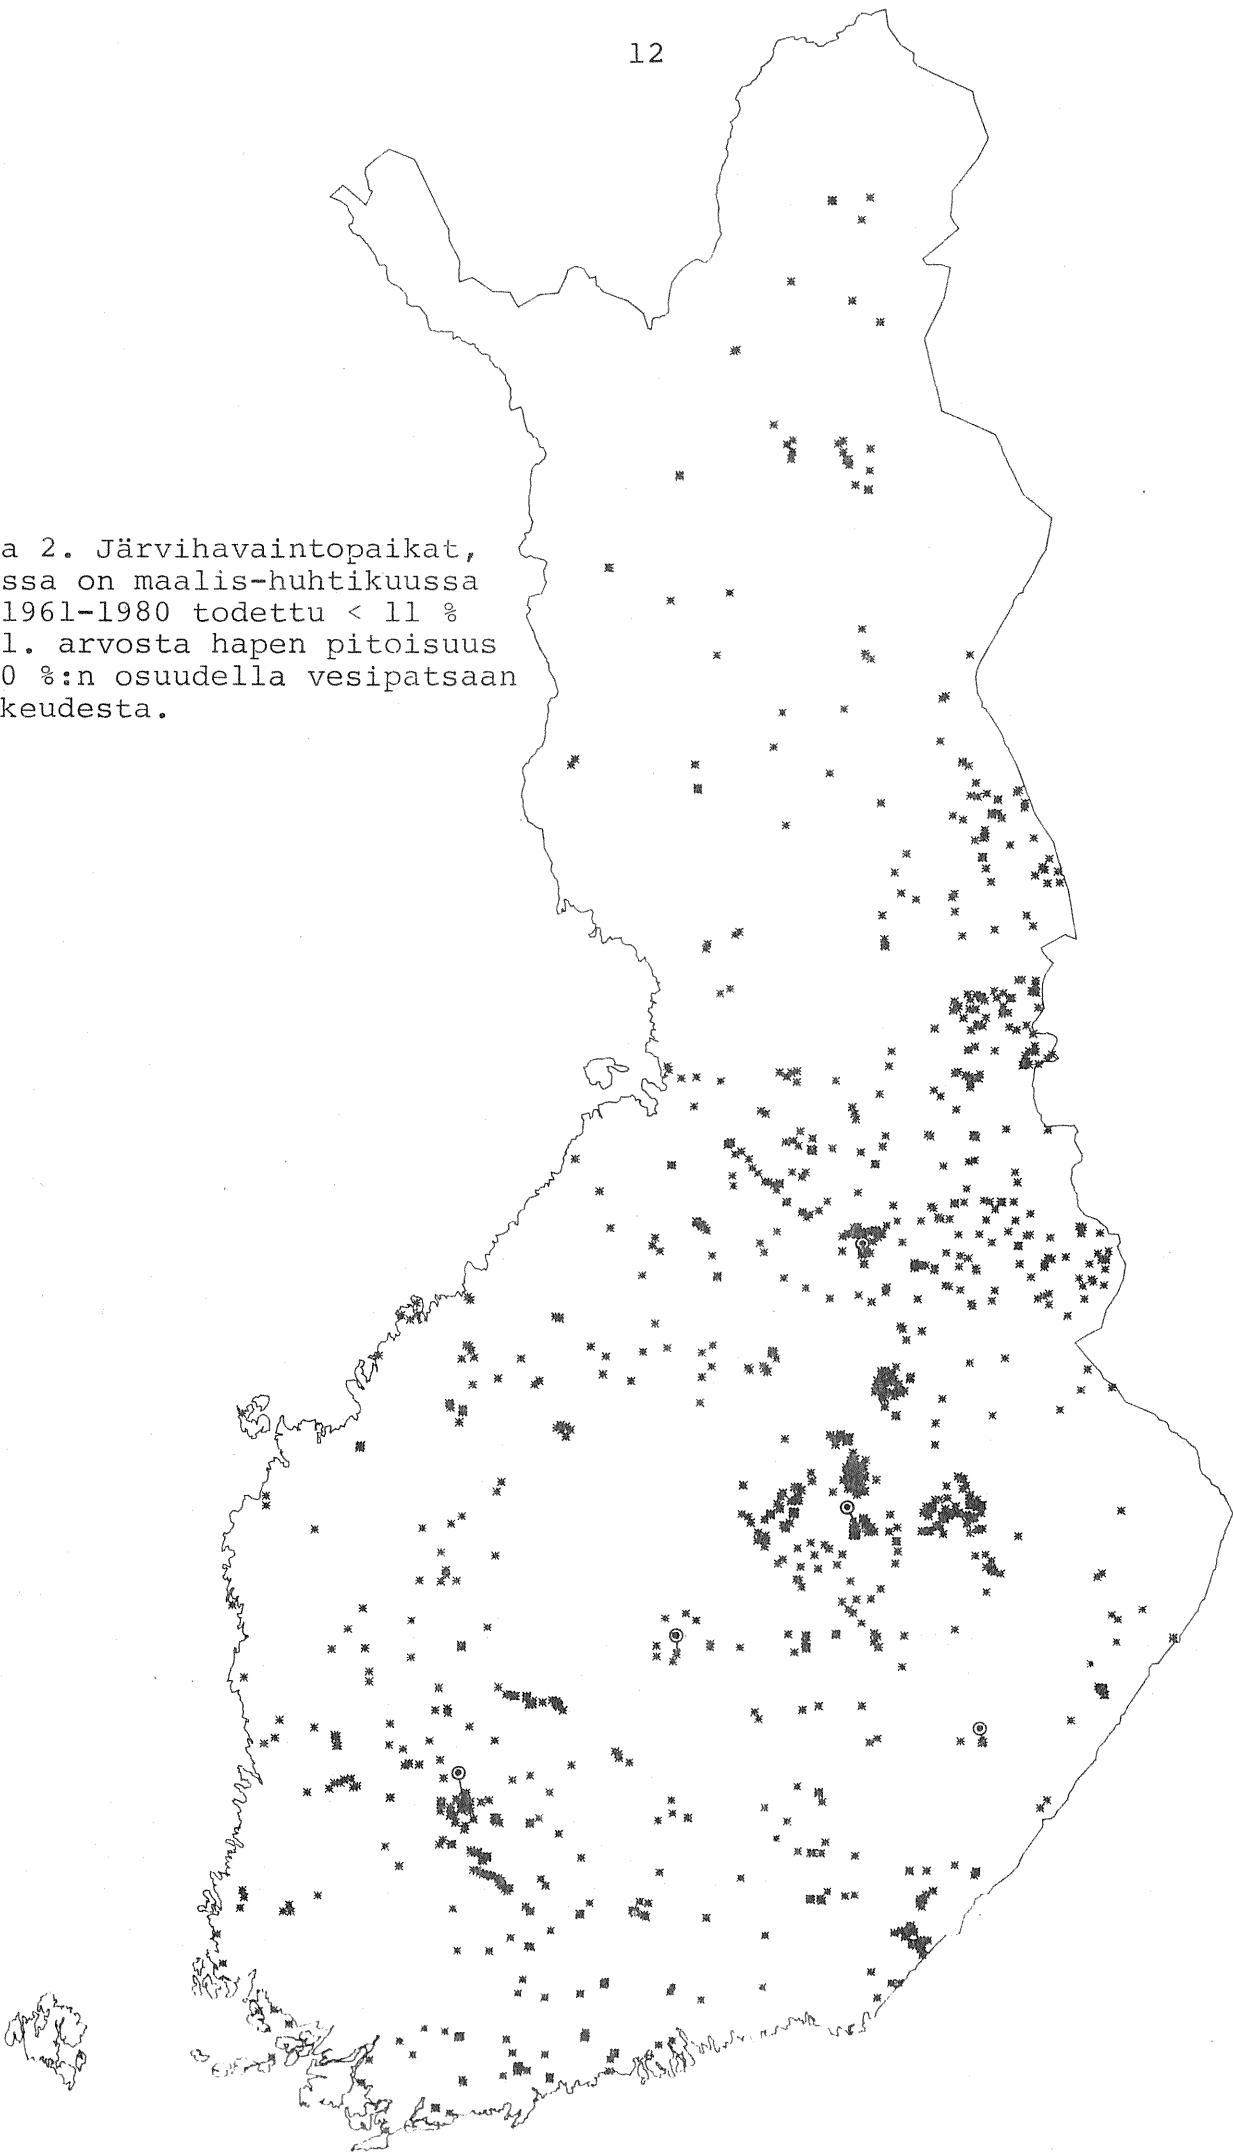 12
a 2. Järvihavaintopaikat,
ssa on maalis-huhtikuussa
1961-1980 todettu < 11 %
l. arvosta hapen pitoisuus
0 %:n osuudella vesipatsaan
keudesta.